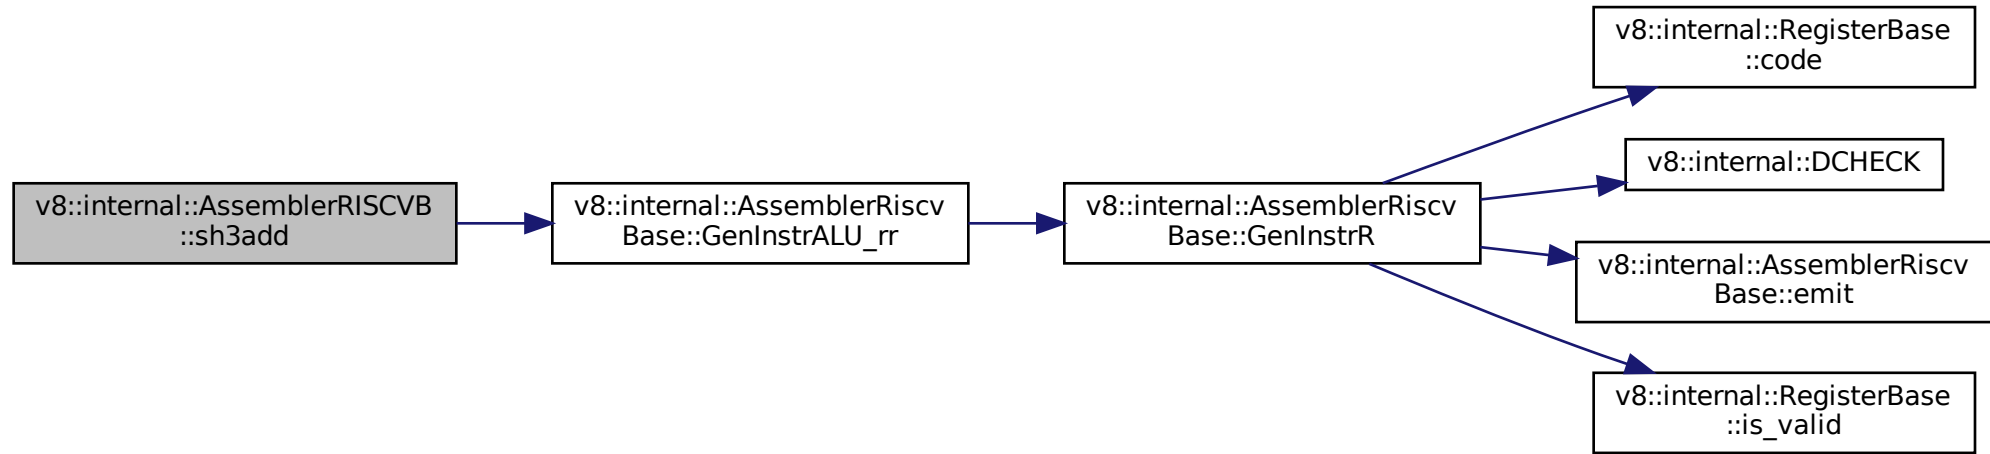 v8::internal::AssemblerRISCVB
::sh3add
v8::internal::AssemblerRiscv
Base::GenInstrALU_rr
v8::internal::AssemblerRiscv
Base::GenInstrR
v8::internal::RegisterBase
::code
v8::internal::DCHECK
v8::internal::AssemblerRiscv
Base::emit
v8::internal::RegisterBase
::is_valid